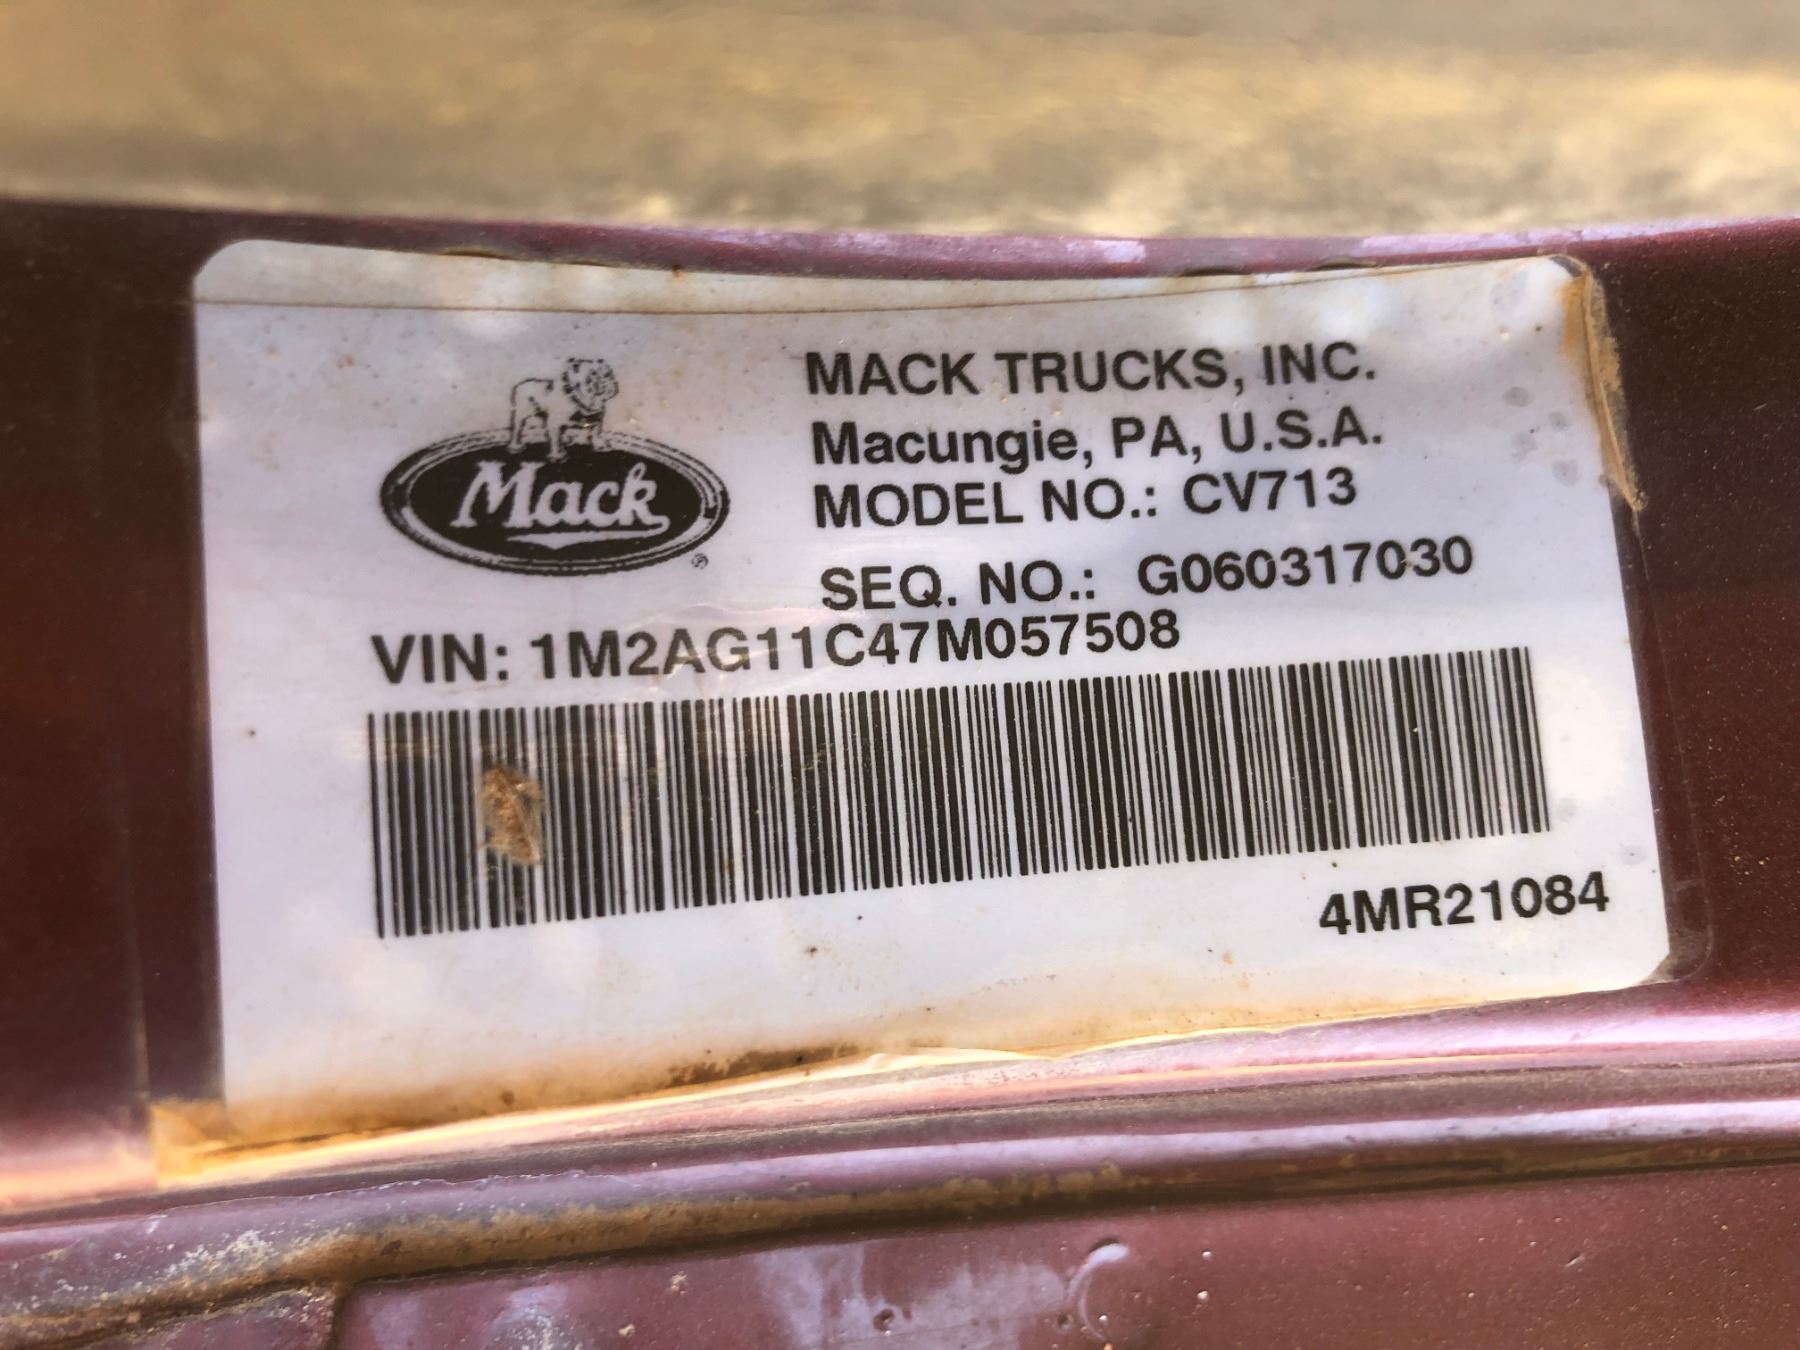 Mack
®
MACK TRUCKS, INC.
Macungie, PA, U.S.A.
MODEL NO.: CV713
SEQ. NO.: G060317030
VIN: 1M2AG11C47M057508
4MR21084